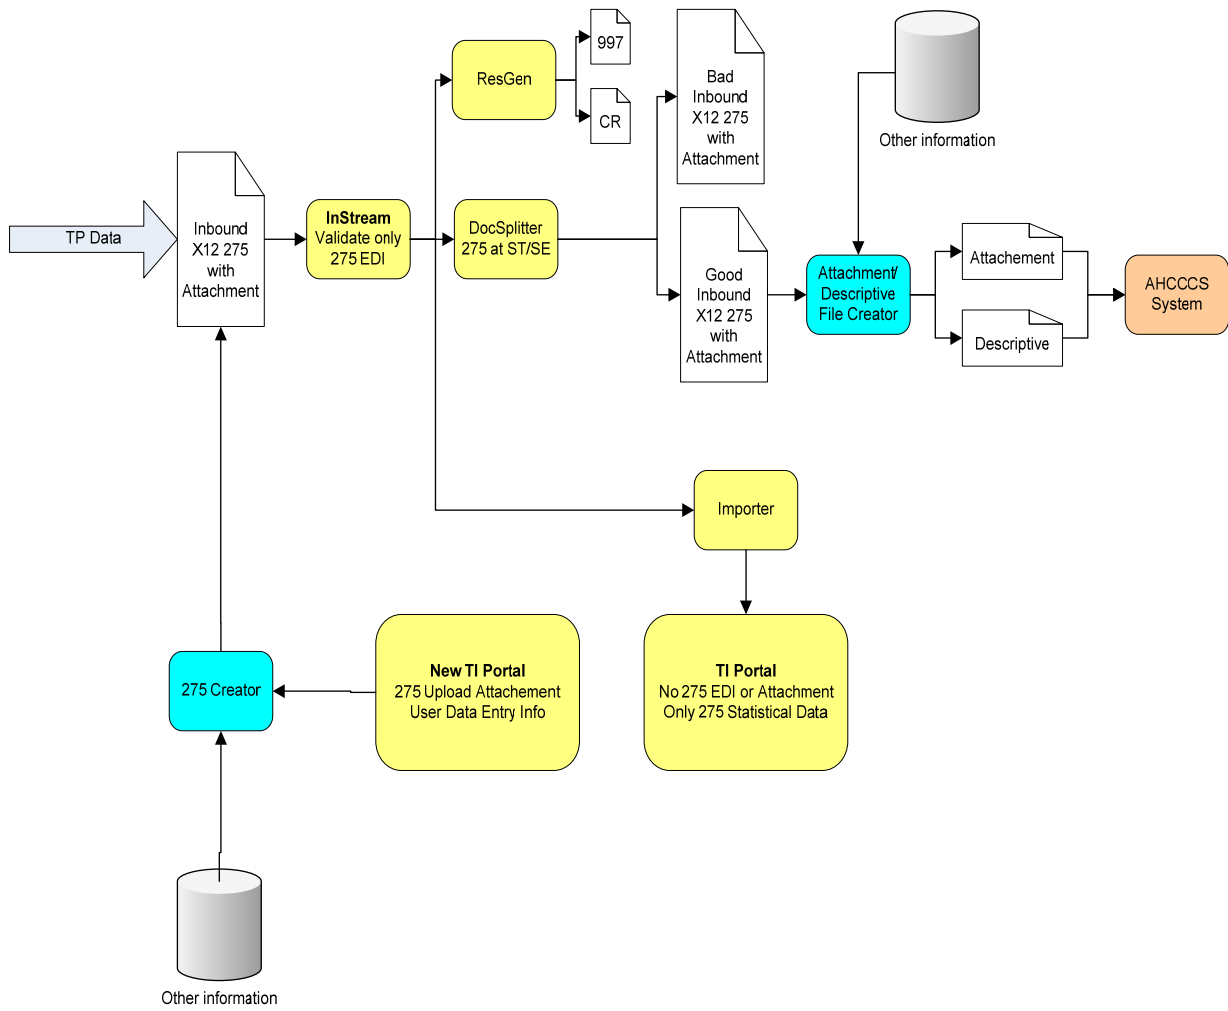 997
ResGen
CR
Bad
Inbound
X12 275
with
Attachment
Other information
TP Data
Inbound
X12 275
with
Attachment
InStream
Validate only
275 EDI
DocSplitter
275 at ST/SE
Good
Inbound
X12 275
with
Attachment
Attachment/
Descriptive
File Creator
Attachement
Descriptive
AHCCCS
System
Importer
275 Creator
New TI Portal
275 Upload Attachement
User Data Entry Info
TI Portal
No 275 EDI or Attachment
Only 275 Statistical Data
Other information